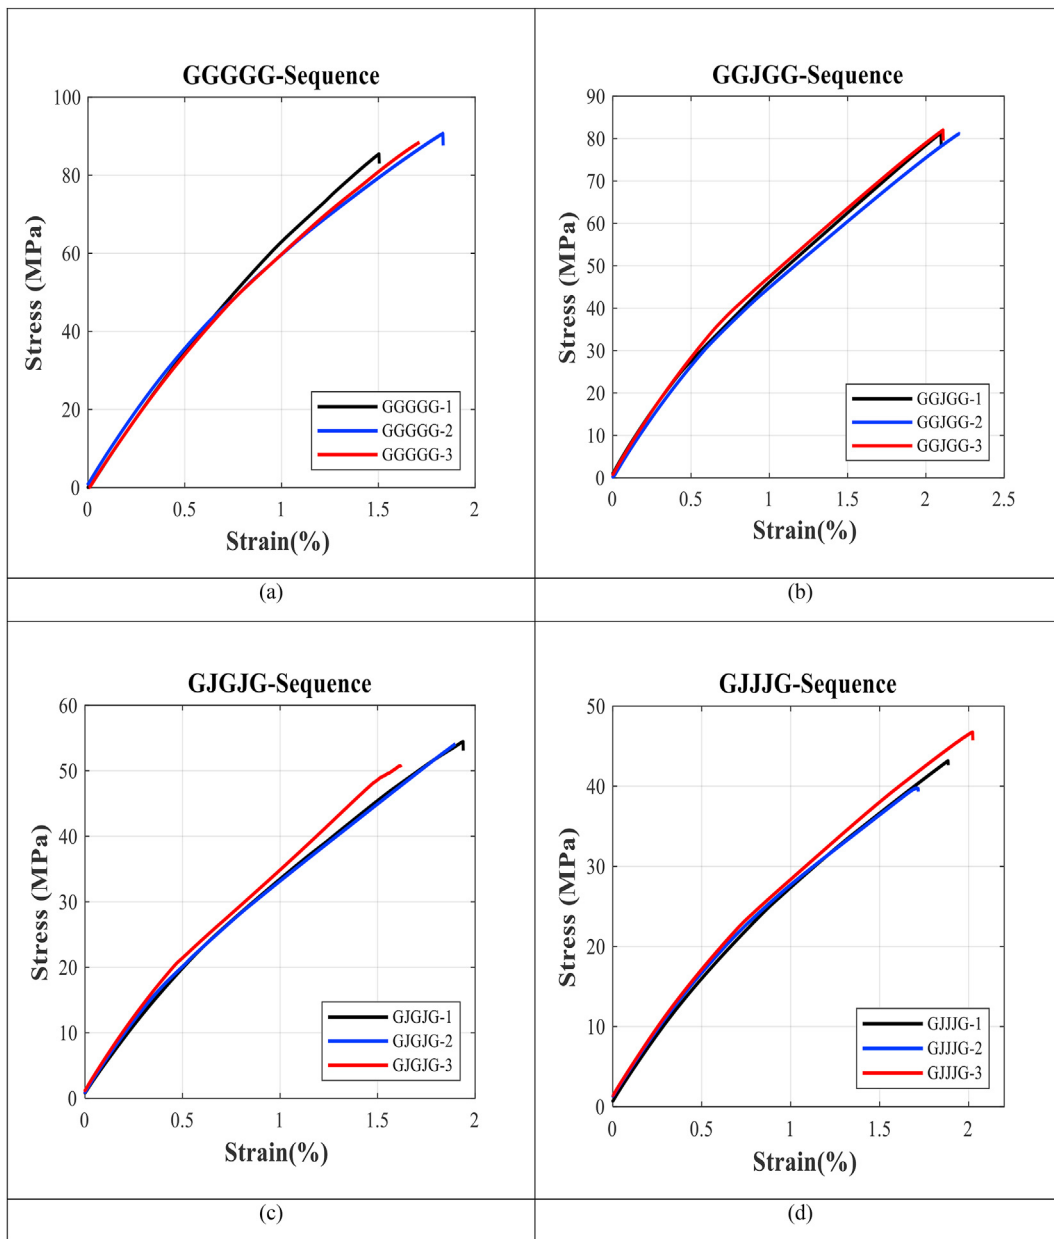 GGGGG-Sequence
100
80
60
40
20
0
Stress (MPa)
GGGGG-1
GGGGG-2
GGGGG-3
0 0.5 1 1.5 2
Strain(%)
(a)
GGJGG-Sequence
90
80
70
60
50
40
30
20
10
0
Stress (MPa)
GGJGG-1
GGJGG-2
GGJGG-3
0 0.5 1 1.5 2 2.5
Strain(%)
(b)
GJGJG-Sequence
60
50
40
30
20
10
0
Stress (MPa)
GJGJG-1
GJGJG-2
GJGJG-3
0 0.5 1 1.5 2
Strain(%)
(c)
GJJJG-Sequence
50
40
30
20
10
0
Stress (MPa)
GJJJG-1
GJJJG-2
GJJJG-3
0 0.5 1 1.5 2
Strain(%)
(d)